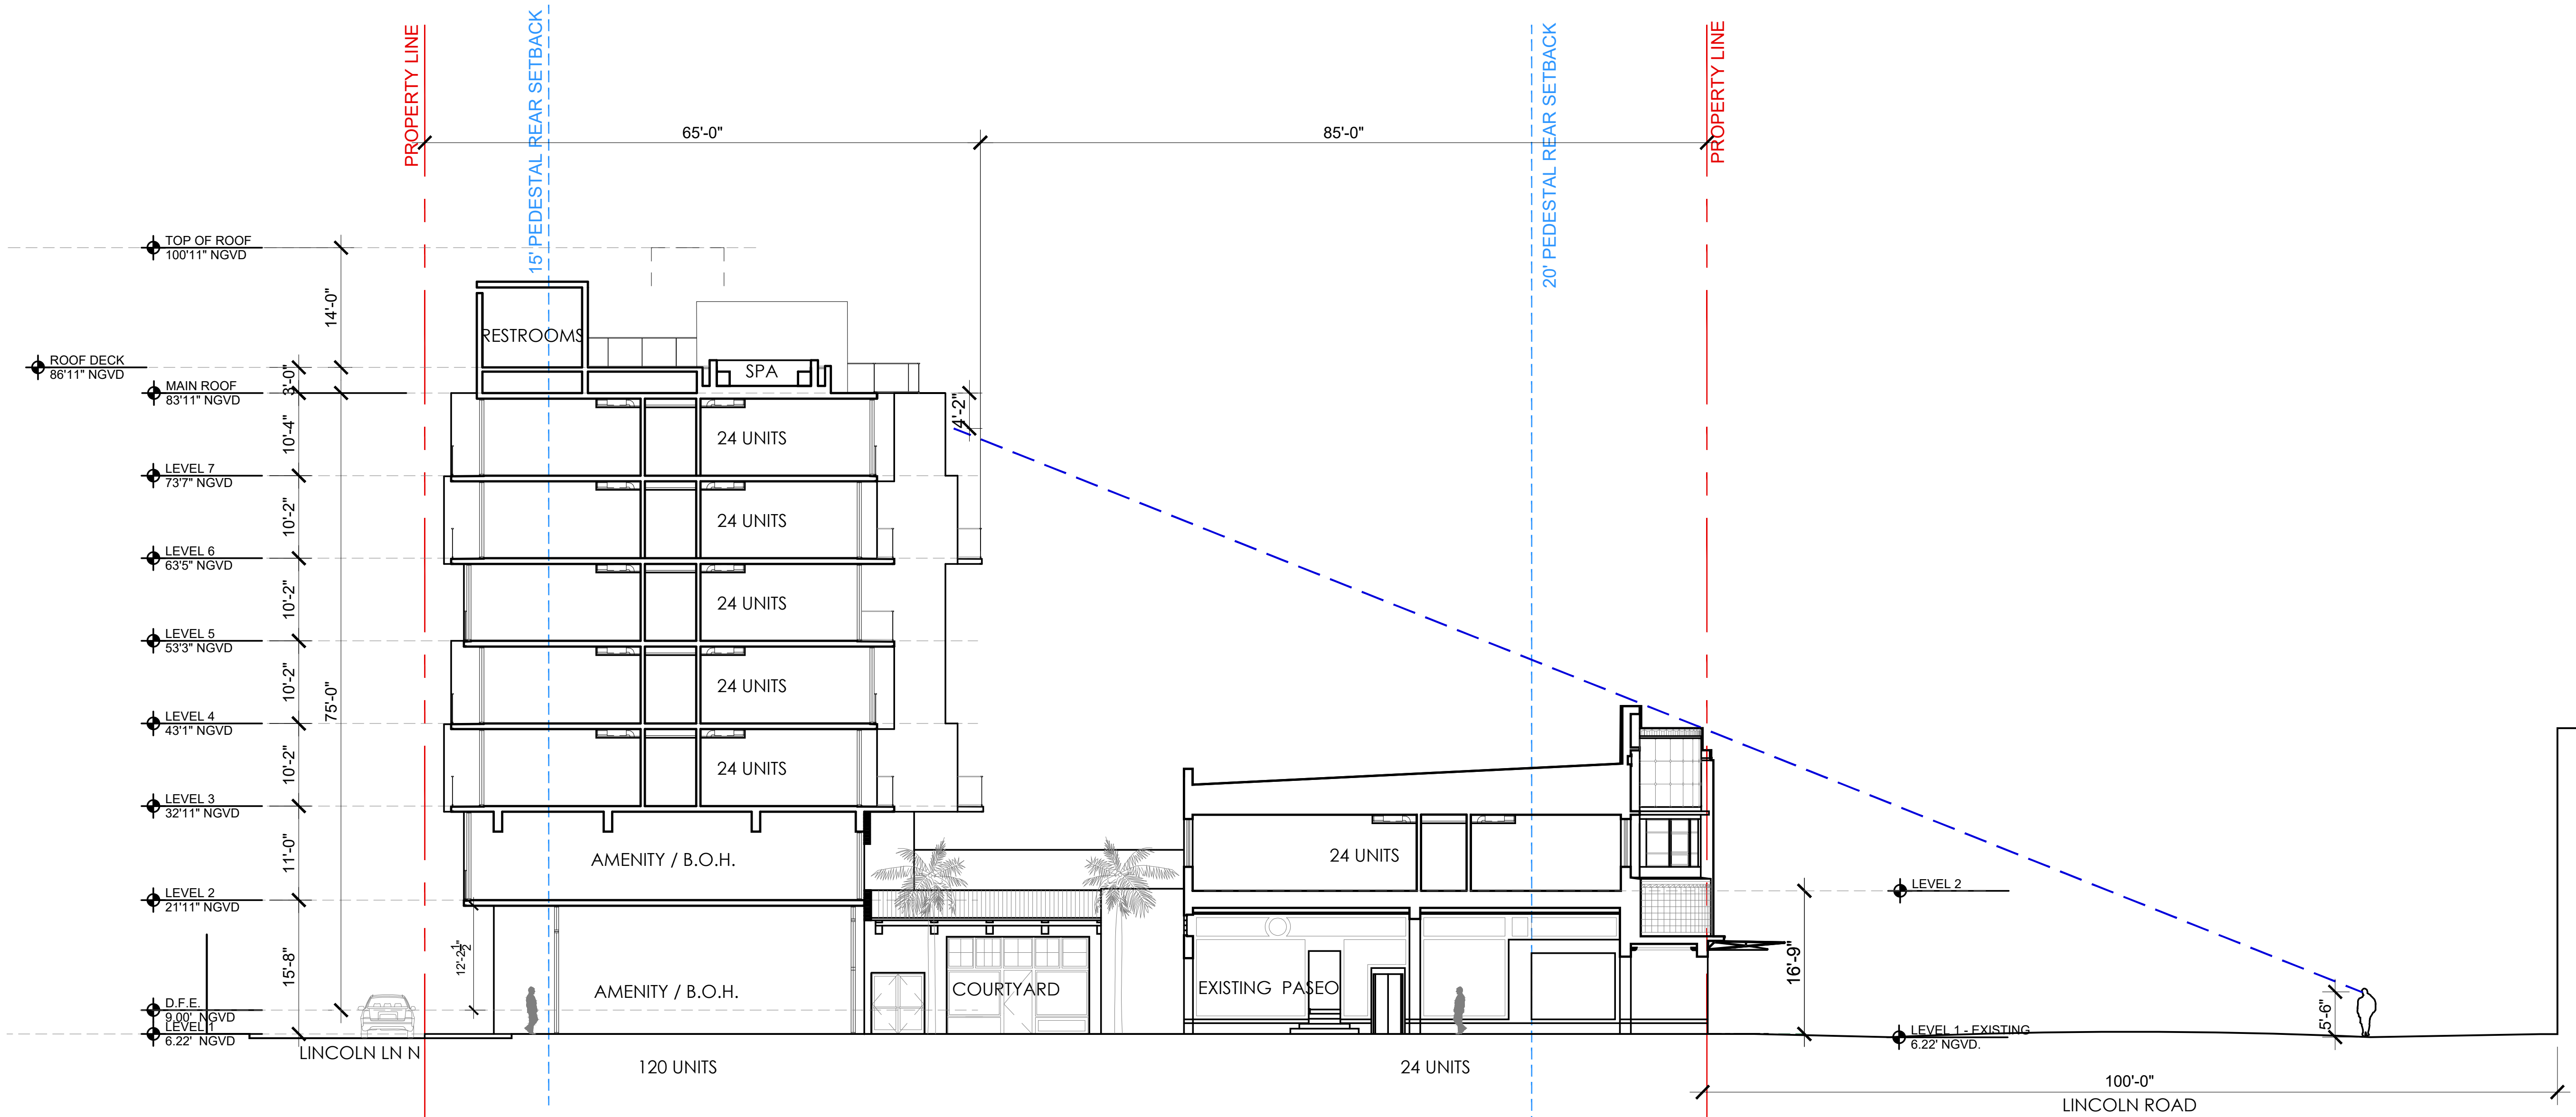 PROPERTY LINE
15' PEDESTAL REAR SETBACK
20' PEDESTAL REAR SETBACK
PROPERTY LINE
65'-0"
85'-0"
TOP OF ROOF
100'11" NGVD
14'-0"
RESTROOMS
ROOF DECK
86'11" NGVD
3'-0"
SPA
MAIN ROOF
83'11" NGVD
4'-2"
10'-4"
24 UNITS
LEVEL 7
73'7" NGVD
10'-2"
24 UNITS
LEVEL 6
63'5" NGVD
10'-2"
24 UNITS
LEVEL 5
53'3" NGVD
10'-2"
75'-0"
24 UNITS
LEVEL 4
43'1" NGVD
10'-2"
24 UNITS
LEVEL 3
32'11" NGVD
11'-0"
AMENITY / B.O.H.
24 UNITS
LEVEL 2
21'11" NGVD
LEVEL 2
15'-8"
12'-2½"
16'-9"
AMENITY / B.O.H.
COURTYARD
EXISTING PASEO
D.F.E.
9.00' NGVD
LEVEL 1
6.22' NGVD
LEVEL 1 - EXISTING
6.22' NGVD.
5'-6"
LINCOLN LN N
120 UNITS
24 UNITS
100'-0"
LINCOLN ROAD